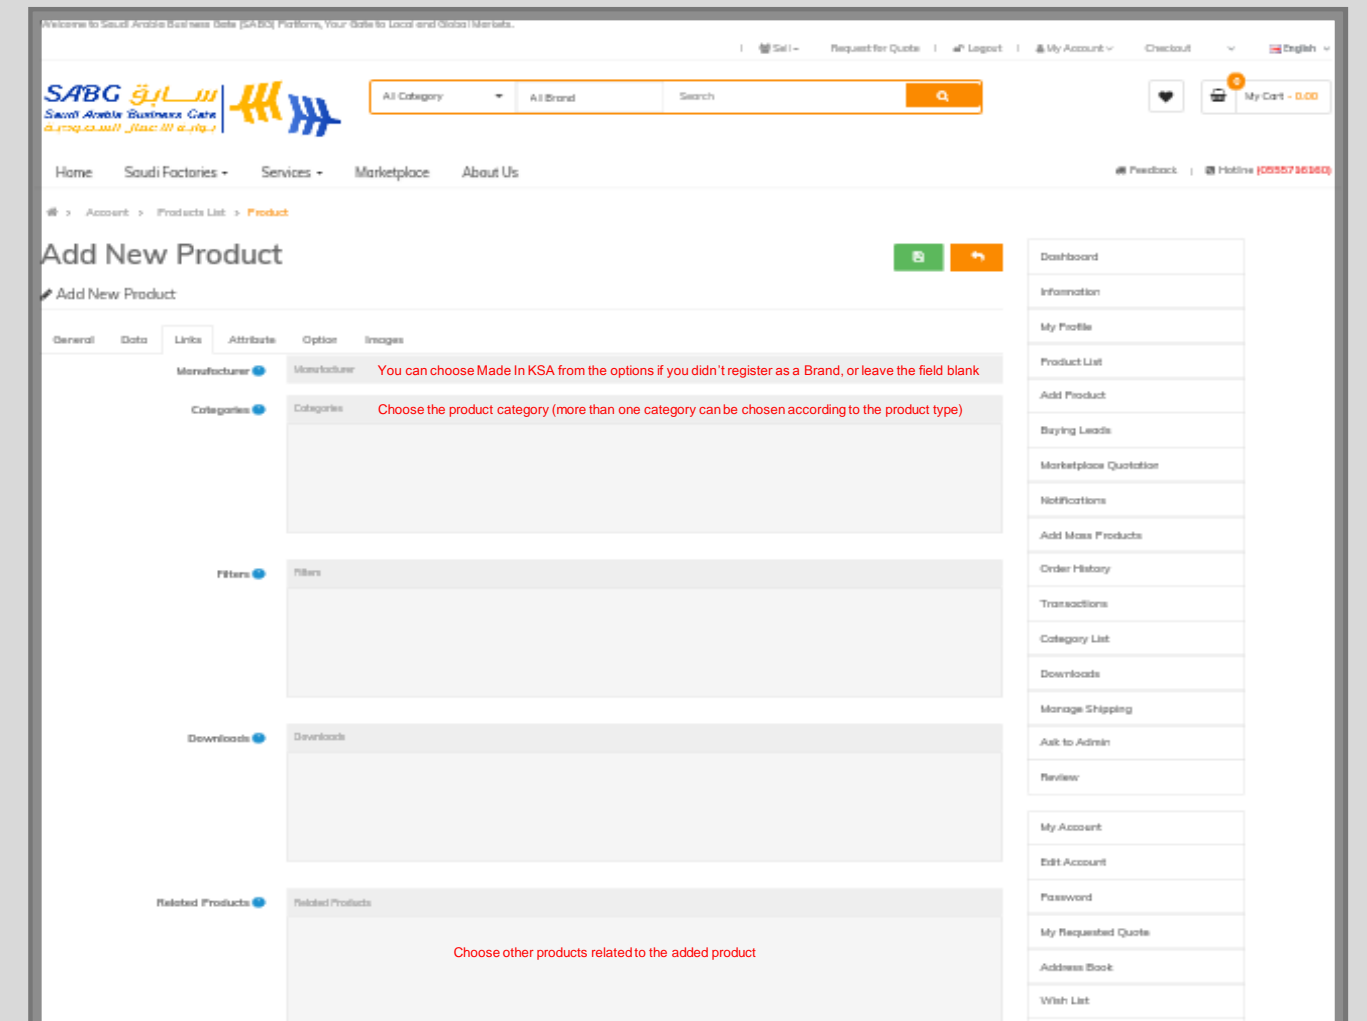 Welcome to Saudi Arabia Business Gate (SABG) Platform, Your Gate to Local and Global Markets.
Sell Request for Quote Logout My Account Checkout English
SABG سابق
Saudi Arabia Business Gate
بوابة الأعمال السعودية
All Category All Brand Search
0
My Cart - 0.00
Home Saudi Factories Services Marketplace About Us
Feedback | Hotline (0555716160)
> Account > Products List > Product
Add New Product
Add New Product
General Data Links Attribute Option Images
Manufacturer Manufacturer You can choose Made In KSA from the options if you didn't register as a Brand, or leave the field blank
Categories Categories Choose the product category (more than one category can be chosen according to the product type)
Filters Filters
Downloads Downloads
Related Products Related Products
Choose other products related to the added product
Dashboard
Information
My Profile
Product List
Add Product
Buying Leads
Marketplace Quotation
Notifications
Add Mass Products
Order History
Transactions
Category List
Downloads
Manage Shipping
Ask to Admin
Review
My Account
Edit Account
Password
My Requested Quote
Address Book
Wish List